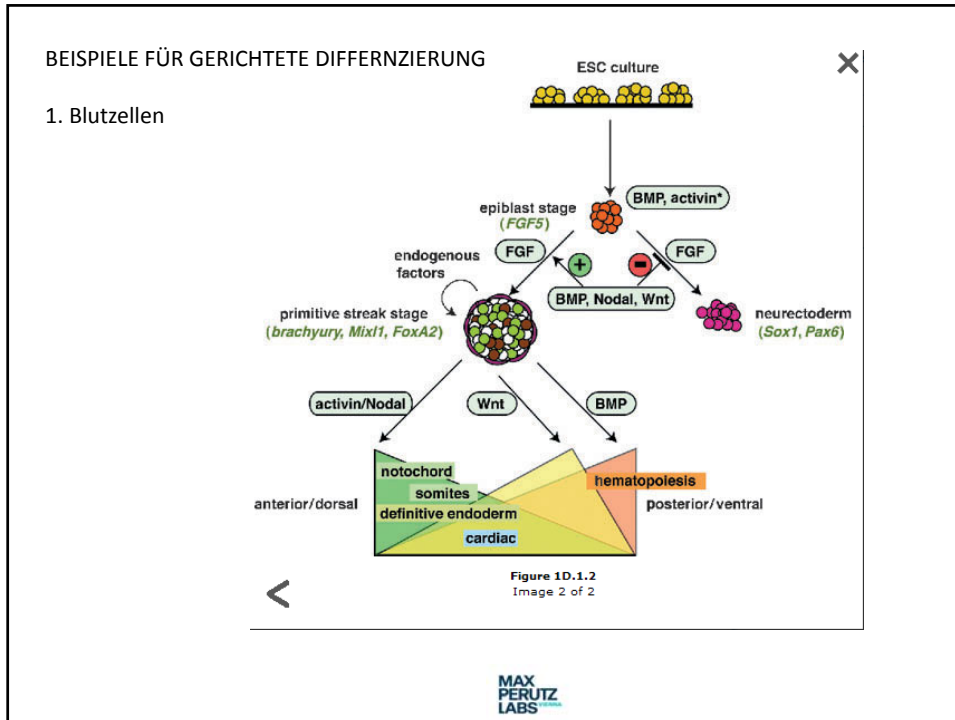 BEISPIELE FÜR GERICHTETE DIFFERNZIERUNG
1. Blutzellen
ESC culture
BMP, activin*
epiblast stage
(FGF5)
FGF
+
-
FGF
endogenous
factors
BMP, Nodal, Wnt
primitive streak stage
(brachyury, Mixl1, FoxA2)
neurectoderm
(Sox1, Pax6)
activin/Nodal
Wnt
BMP
notochord
somites
definitive endoderm
cardiac
hematopoiesis
anterior/dorsal
posterior/ventral
Figure 1D.1.2
Image 2 of 2
MAX
PERUTZ
LABS VIENNA